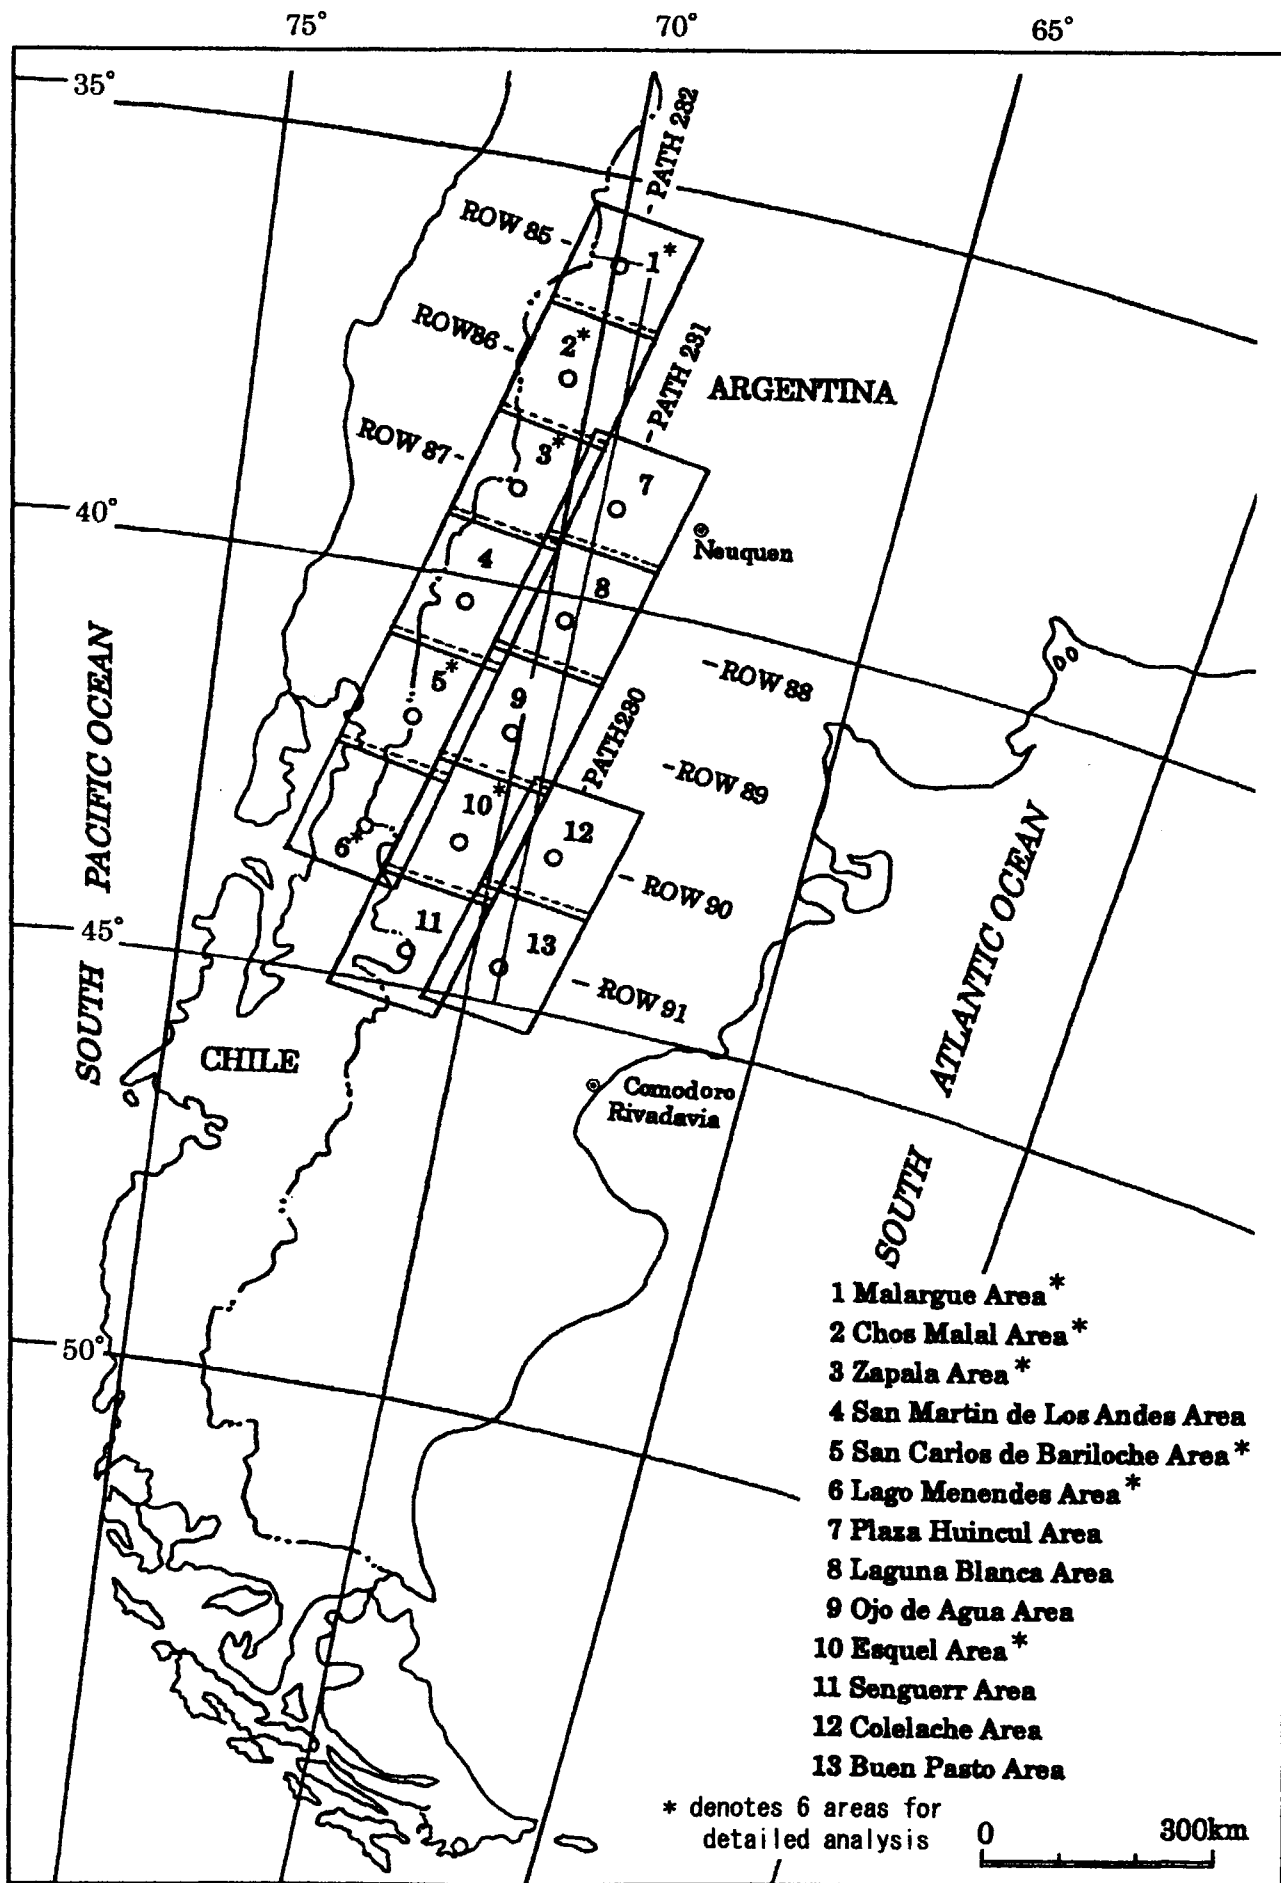 75° 70° 65°
35°
PATH 282
ROW 85
1*
ROW86
2*
PATH 231
ARGENTINA
ROW 87
3*
7
40°
Neuquen
4
8
ROW 88
5*
9
PATH230
ROW 89
10*
12
6*
ROW 90
11
45°
13
ROW 91
SOUTH PACIFIC OCEAN
CHILE
Comodoro
Rivadavia
SOUTH ATLANTIC OCEAN
50°
1 Malargue Area*
2 Chos Malal Area*
3 Zapala Area*
4 San Martin de Los Andes Area
5 San Carlos de Bariloche Area*
6 Lago Menendes Area*
7 Plaza Huincul Area
8 Laguna Blanca Area
9 Ojo de Agua Area
10 Esquel Area*
11 Senguerr Area
12 Colelache Area
13 Buen Pasto Area
* denotes 6 areas for
detailed analysis
0 300km